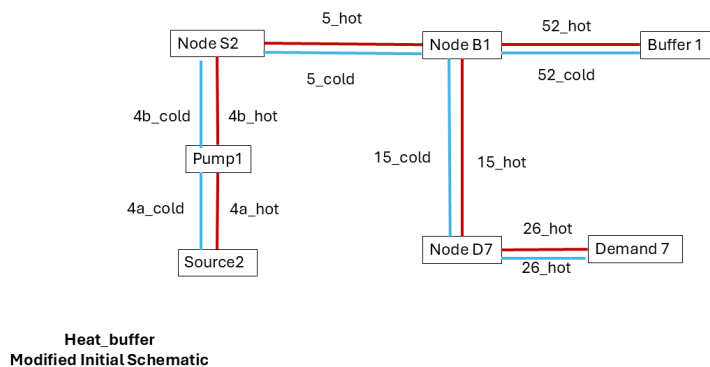 5_hot
52_hot
Node S2
Node B1
Buffer 1
5_cold
52_cold
4b_cold
4b_hot
Pump1
15_cold
15_hot
4a_cold
4a_hot
26_hot
Node D7
Demand 7
Source2
26_hot
Heat_buffer
Modified Initial Schematic